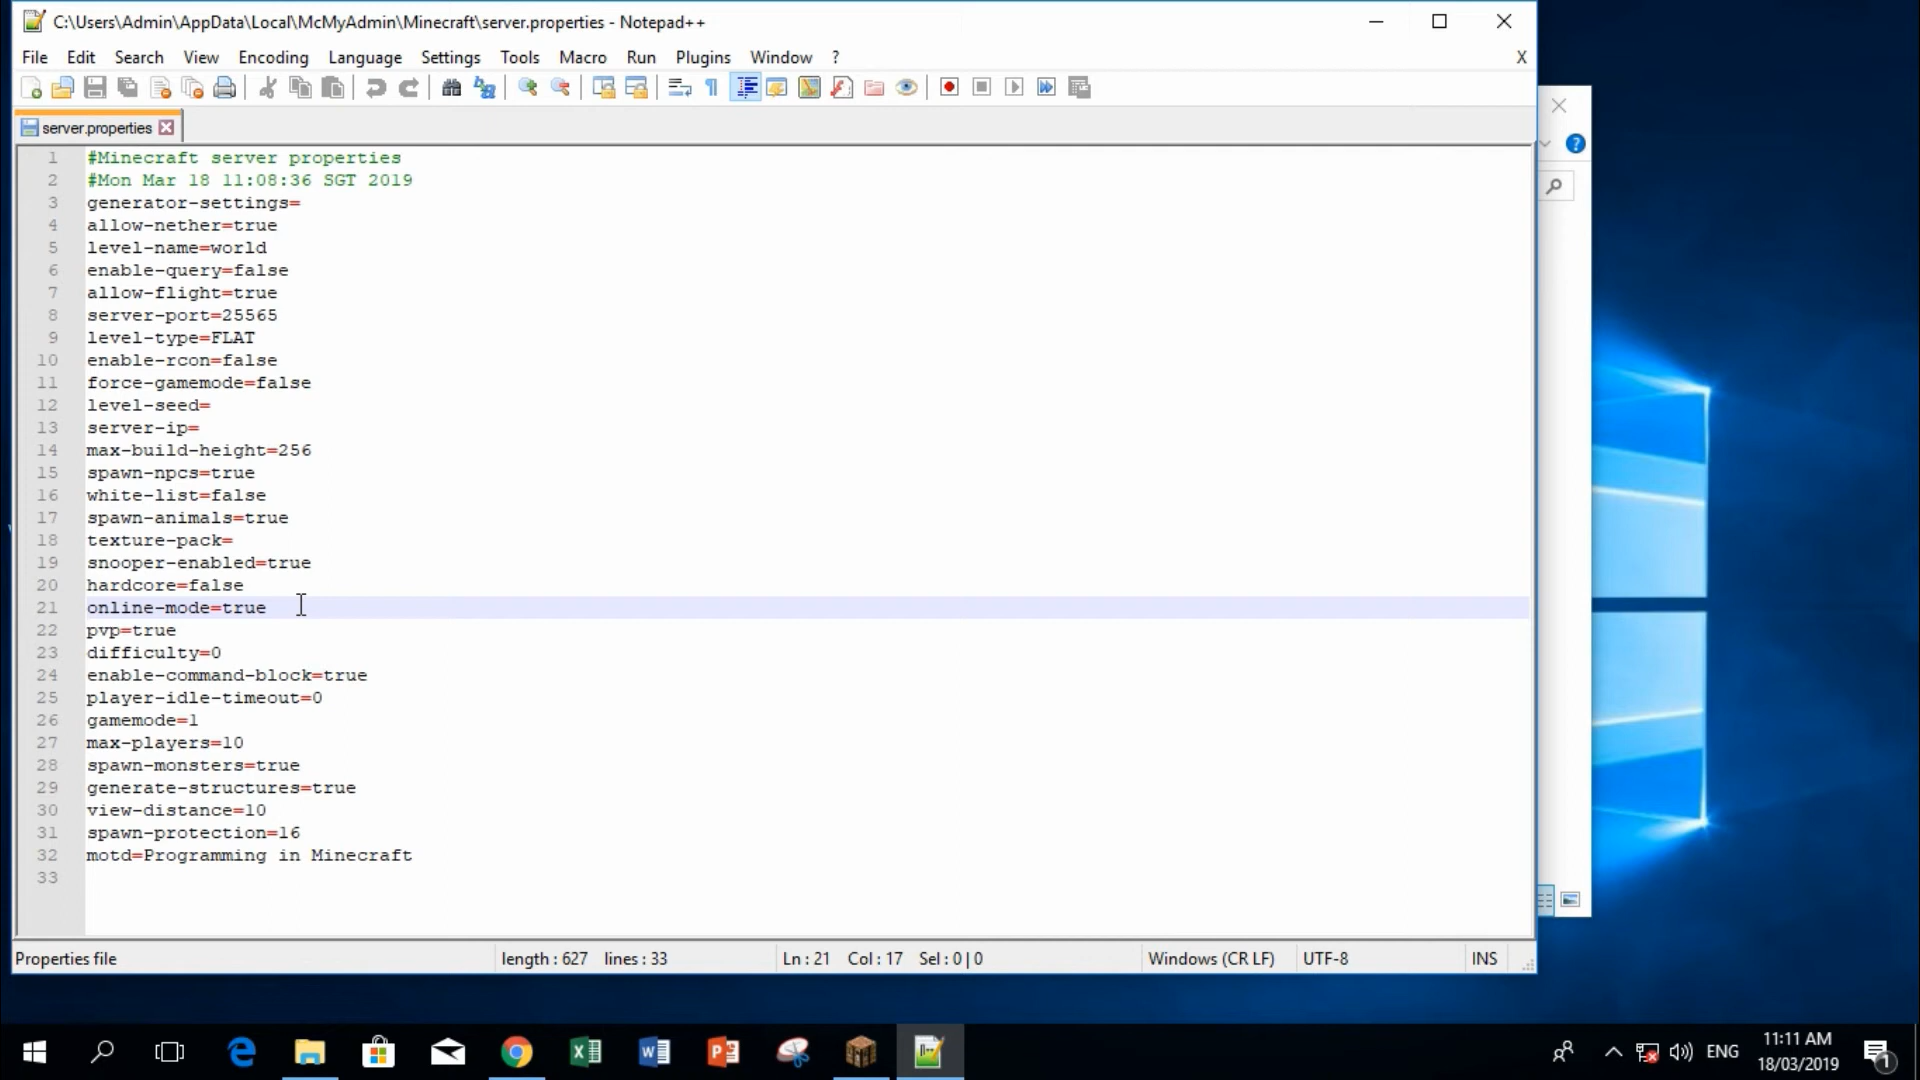 C:\Users\Admin\AppData\Local\McMyAdmin\Minecraft\server.properties - Notepad++
File Edit Search View Encoding Language Settings Tools Macro Run Plugins Window ? X
server.properties
1 #Minecraft server properties
2 #Mon Mar 18 11:08:36 SGT 2019
3 generator-settings=
4 allow-nether=true
5 level-name=world
6 enable-query=false
7 allow-flight=true
8 server-port=25565
9 level-type=FLAT
10 enable-rcon=false
11 force-gamemode=false
12 level-seed=
13 server-ip=
14 max-build-height=256
15 spawn-npcs=true
16 white-list=false
17 spawn-animals=true
18 texture-pack=
19 snooper-enabled=true
20 hardcore=false
21 online-mode=true
22 pvp=true
23 difficulty=0
24 enable-command-block=true
25 player-idle-timeout=0
26 gamemode=1
27 max-players=10
28 spawn-monsters=true
29 generate-structures=true
30 view-distance=10
31 spawn-protection=16
32 motd=Programming in Minecraft
33
Properties file length : 627 lines : 33 Ln : 21 Col : 17 Sel : 0 | 0 Windows (CR LF) UTF-8 INS
ENG
11:11 AM
18/03/2019
1